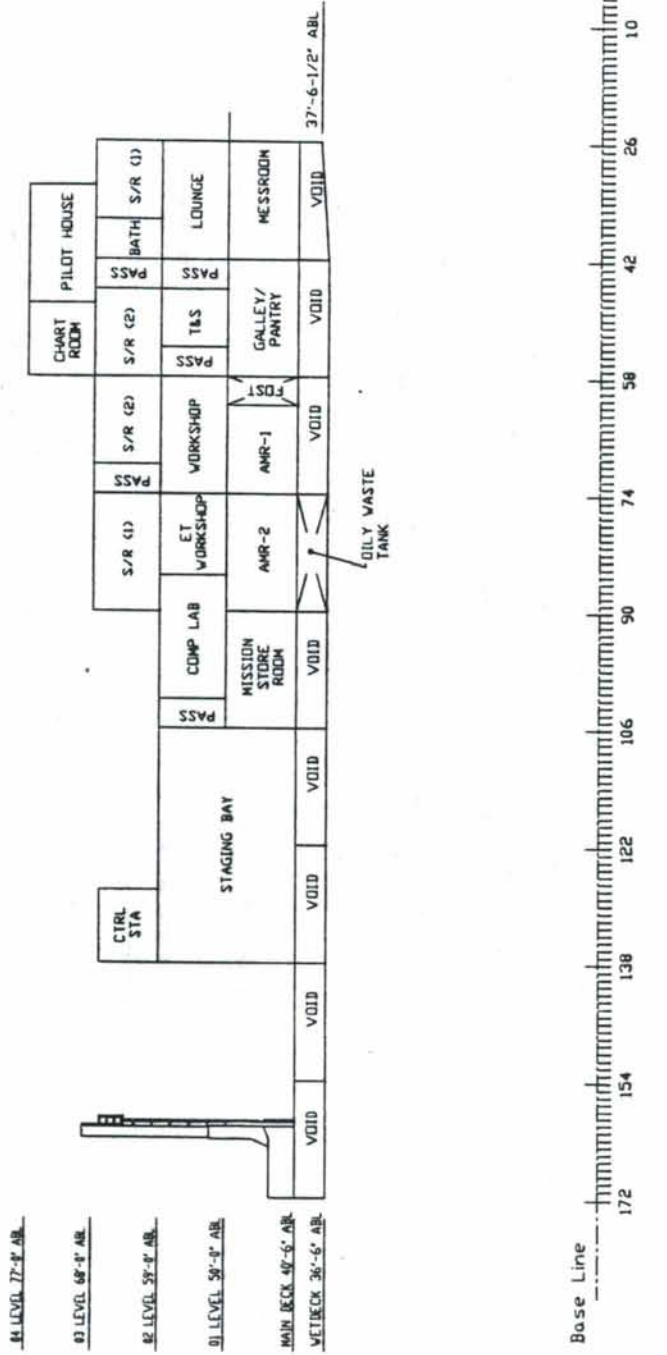 04 LEVEL 77'-0" ABL
03 LEVEL 68'-0" ABL
02 LEVEL 59'-0" ABL
01 LEVEL 50'-0" ABL
MAIN DECK 40'-6" ABL
WETDECK 36'-6" ABL
CHART
ROOM
PILOT HOUSE
CTRL
STA
S/R (1)
PASS
S/R (2)
S/R (2)
PASS
BATH
S/R (1)
STAGING BAY
PASS
COMP LAB
ET
WORKSHOP
WORKSHOP
PASS
T&S
PASS
LOUNGE
MISSION
STORE
ROOM
AMR-2
AMR-1
FOST
GALLEY/
PANTRY
MESSROOM
VOID
VOID
VOID
VOID
VOID
VOID
VOID
VOID
37'-6-1/2" ABL
OILY WASTE
TANK
Base Line
172
154
138
122
106
90
74
58
42
26
10